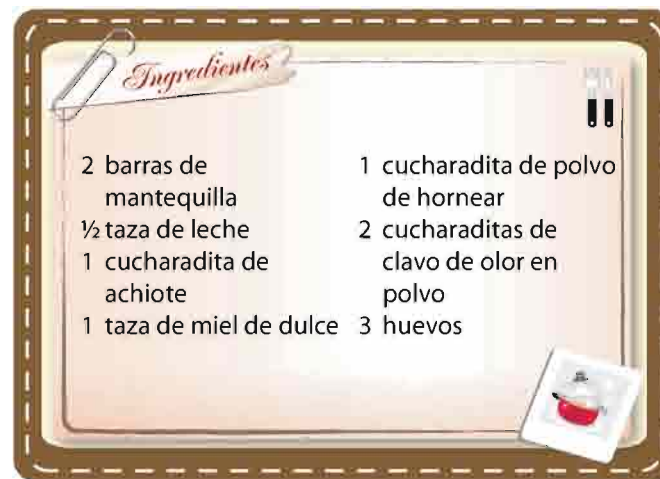 Ingredientes
2 barras de
mantequilla
½ taza de leche
1 cucharadita de
achiote
1 taza de miel de dulce
1 cucharadita de polvo
de hornear
2 cucharaditas de
clavo de olor en
polvo
3 huevos